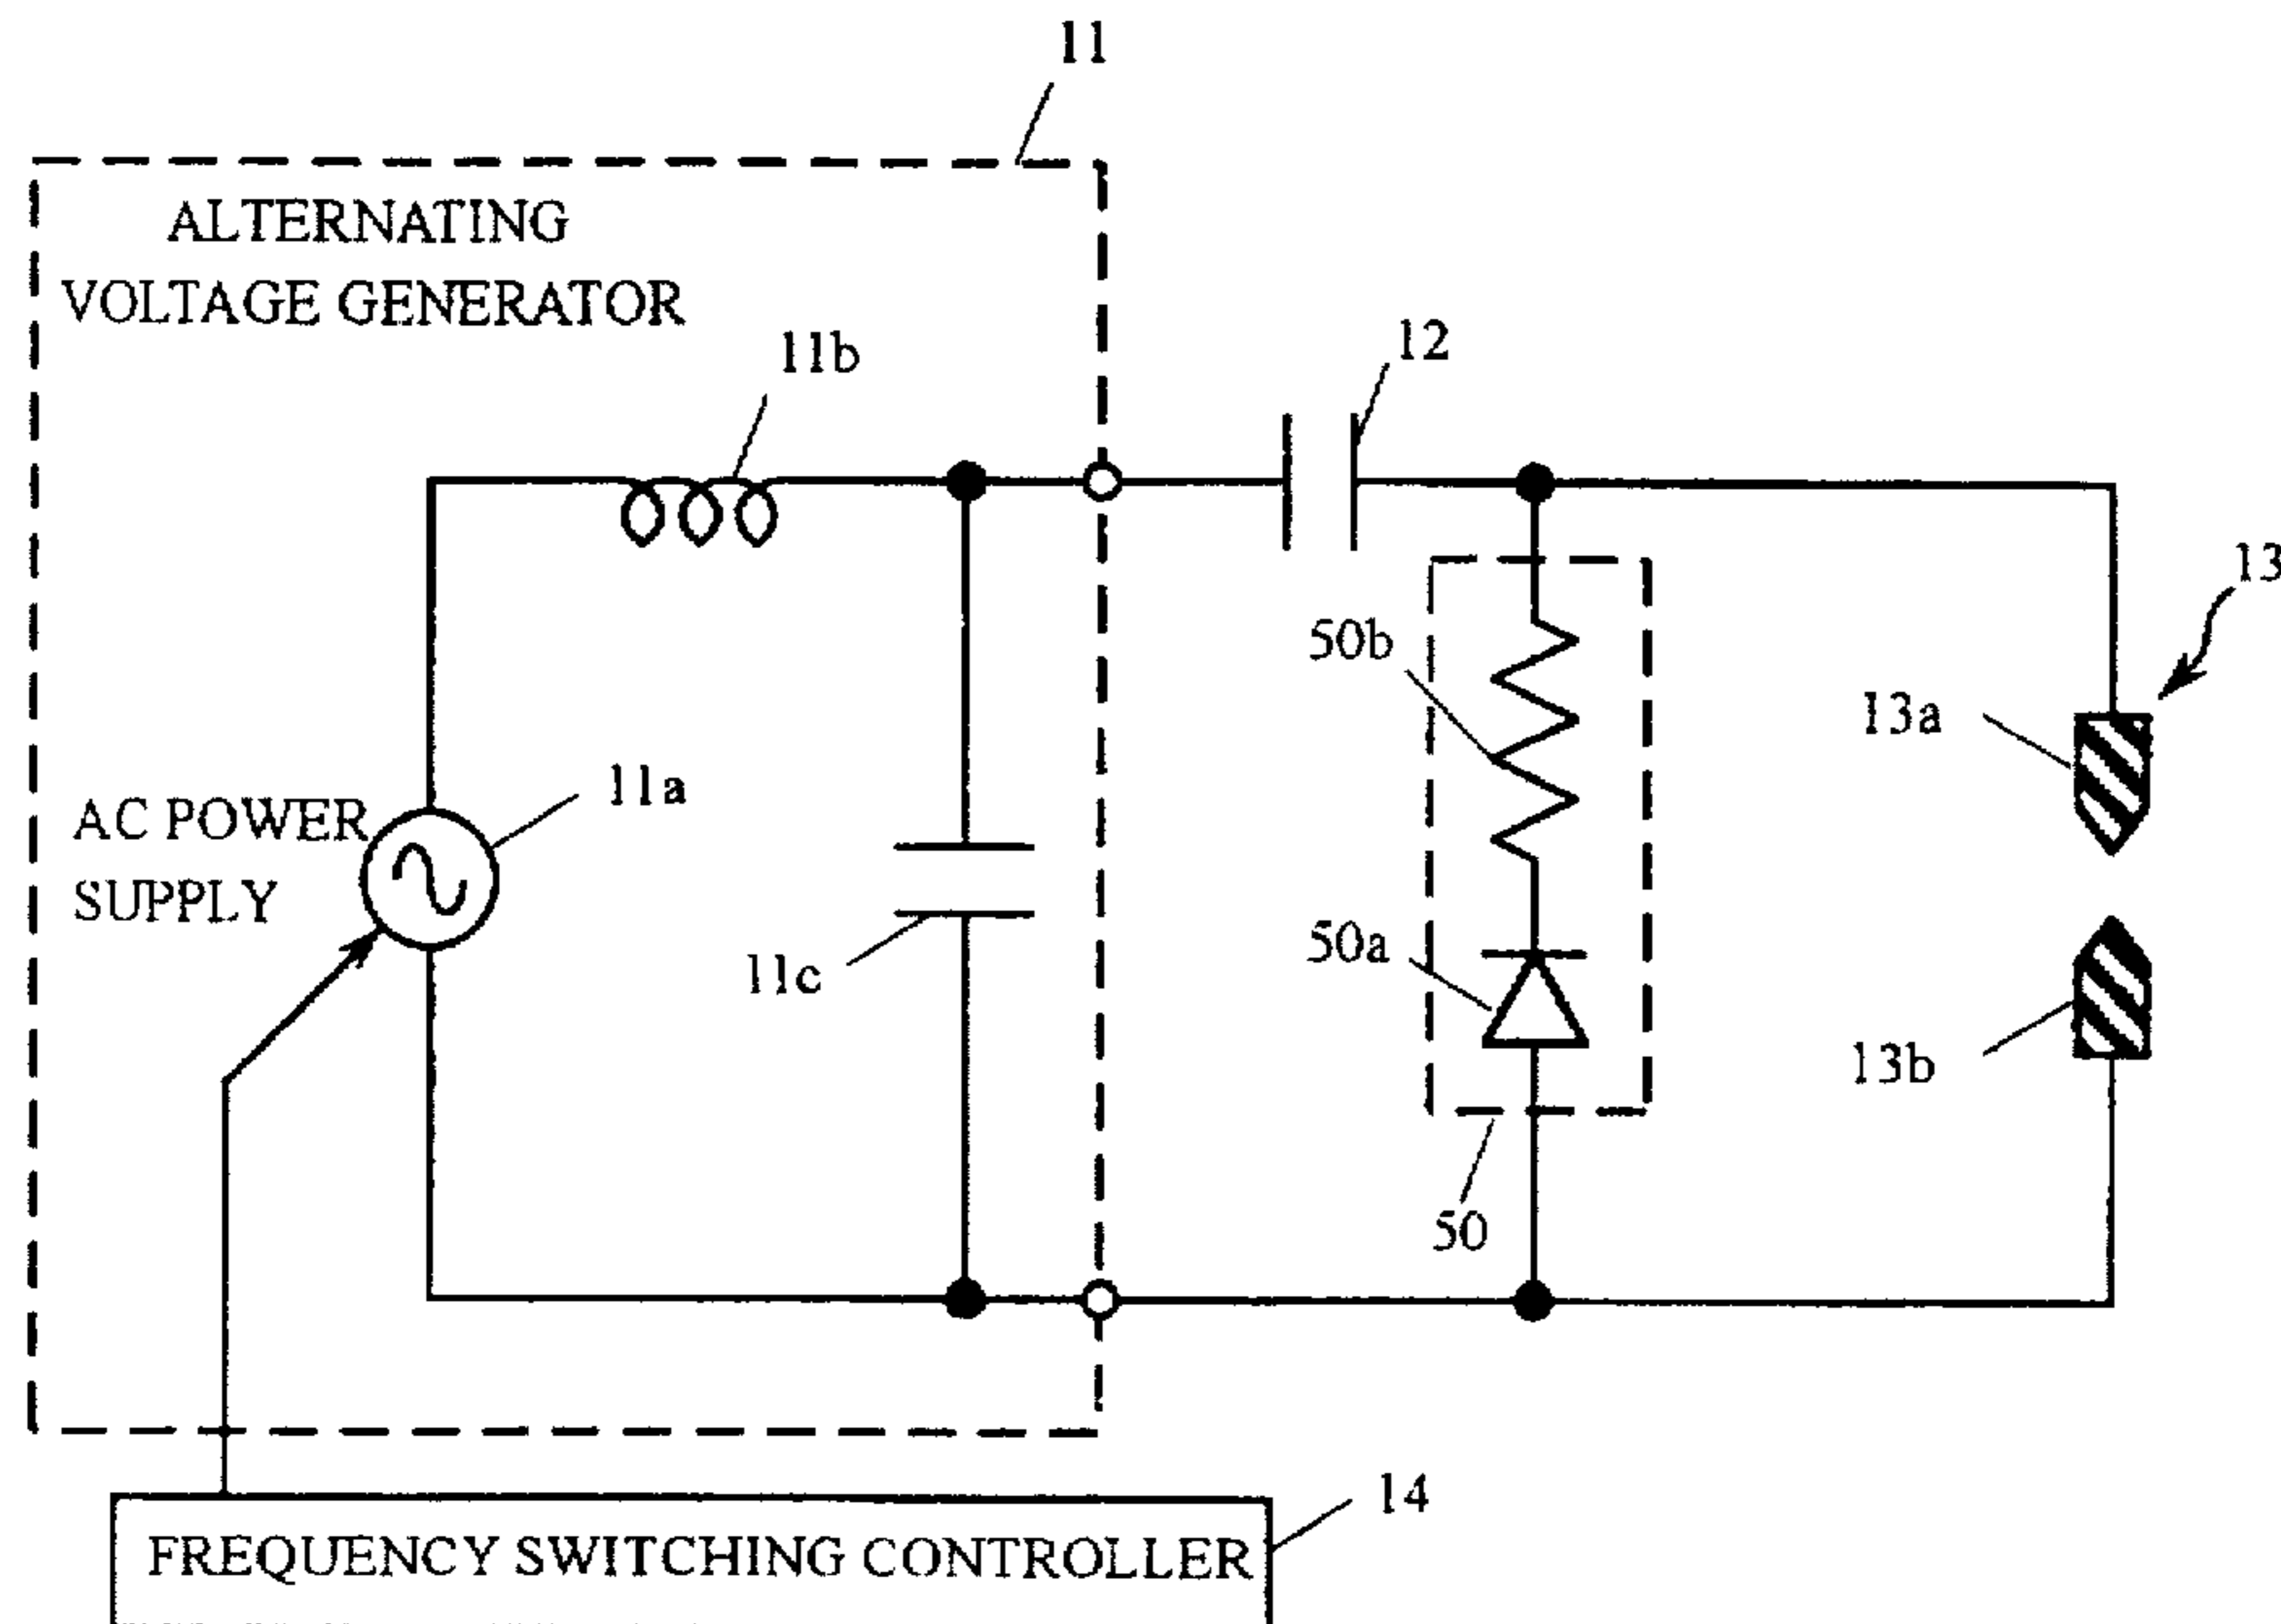 11
ALTERNATING
VOLTAGE GENERATOR
11b
12
13
50b
13a
AC POWER
SUPPLY
11a
50a
11c
13b
50
14
FREQUENCY SWITCHING CONTROLLER